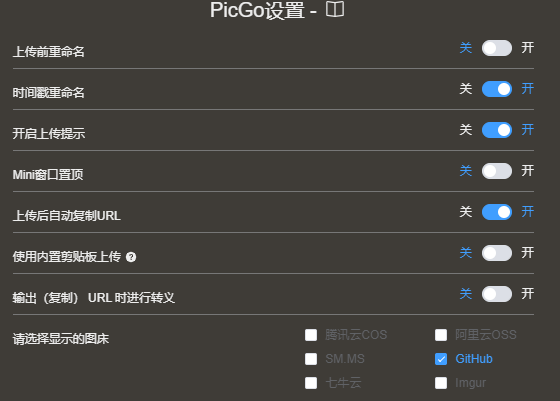 PicGo设置 -
上传前重命名 关 开
时间戳重命名 关 开
开启上传提示 关 开
Mini窗口置顶 关 开
上传后自动复制URL 关 开
使用内置剪贴板上传 ? 关 开
输出（复制） URL 时进行转义 关 开
请选择显示的图床 腾讯云COS 阿里云OSS
SM.MS GitHub
七牛云 Imgur